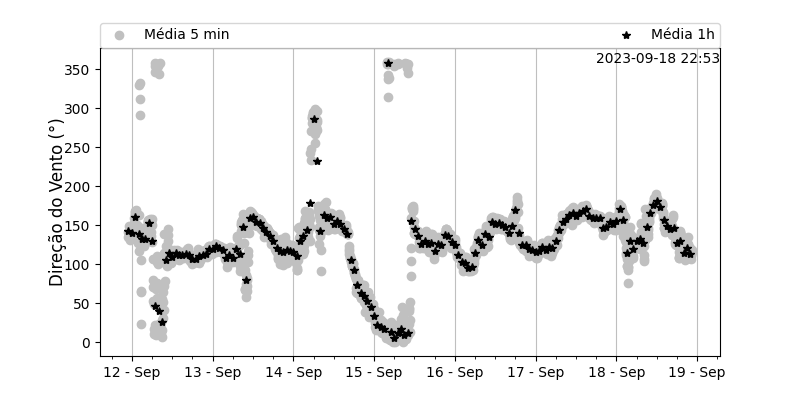 Média 5 min
Média 1h
2023-09-18 22:53
Direção do Vento (°)
350
300
250
200
150
100
50
0
12 - Sep
13 - Sep
14 - Sep
15 - Sep
16 - Sep
17 - Sep
18 - Sep
19 - Sep